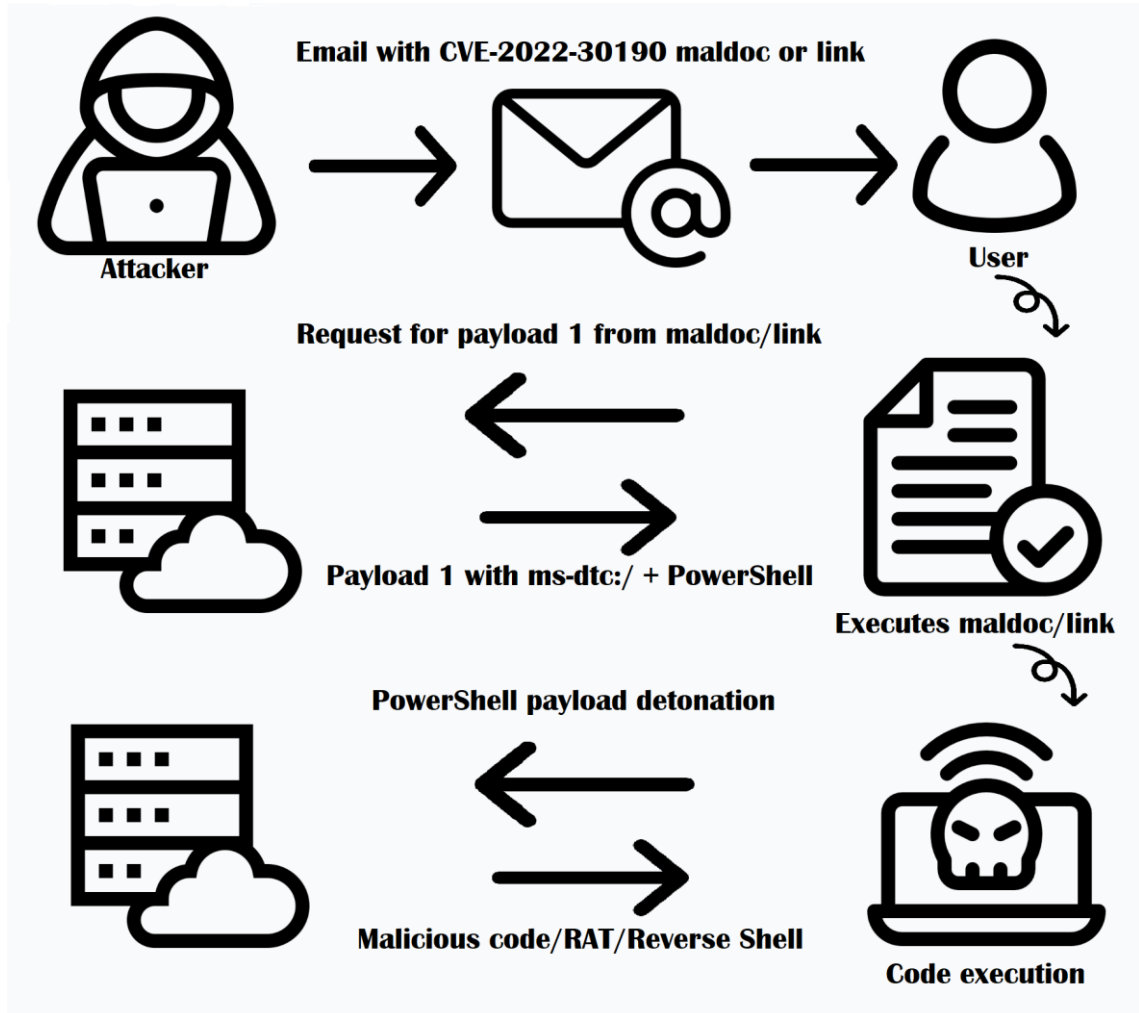 Email with CVE-2022-30190 maldoc or link
Attacker
User
Request for payload 1 from maldoc/link
Payload 1 with ms-dtc:/ + PowerShell
Executes maldoc/link
PowerShell payload detonation
Malicious code/RAT/Reverse Shell
Code execution